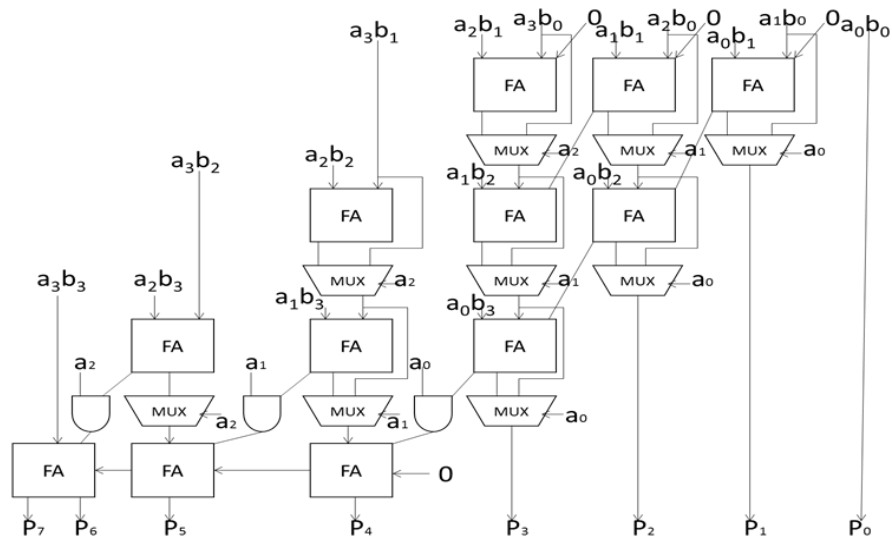 a₃b₁ a₂b₁ a₃b₀ 0 a₁b₁ a₂b₀ 0 a₀b₁ a₁b₀ 0 a₀b₀
FA FA FA
MUX a₂ MUX a₁ MUX a₀
a₃b₂ a₂b₂ a₁b₂ a₀b₂
FA FA FA
MUX a₂ MUX a₁ MUX a₀
a₃b₃ a₂b₃ a₁b₃ a₀b₃
FA FA FA
a₂ a₁ a₀
MUX a₂ MUX a₁ MUX a₀
FA FA FA 0
P₇ P₆ P₅ P₄ P₃ P₂ P₁ P₀